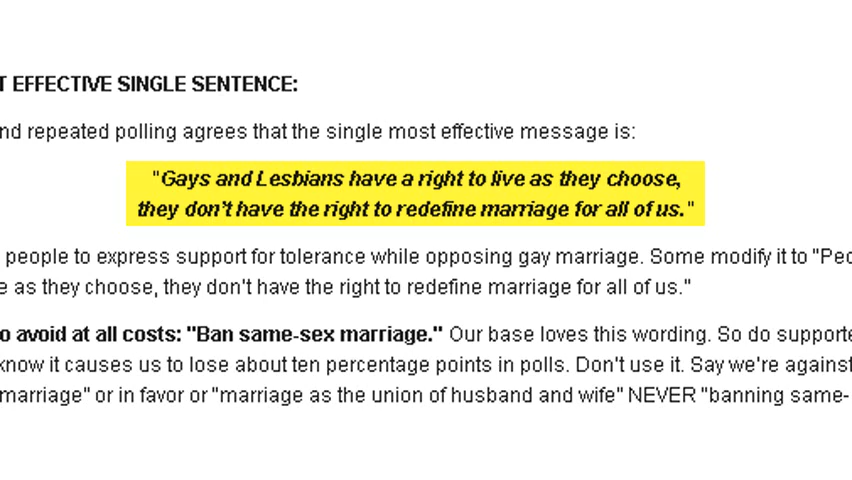 T EFFECTIVE SINGLE SENTENCE:
nd repeated polling agrees that the single most effective message is:
"Gays and Lesbians have a right to live as they choose,
they don't have the right to redefine marriage for all of us."
people to express support for tolerance while opposing gay marriage. Some modify it to "Peo
e as they choose, they don't have the right to redefine marriage for all of us."
o avoid at all costs: "Ban same-sex marriage." Our base loves this wording. So do supporte
know it causes us to lose about ten percentage points in polls. Don't use it. Say we're against
marriage" or in favor or "marriage as the union of husband and wife" NEVER "banning same-